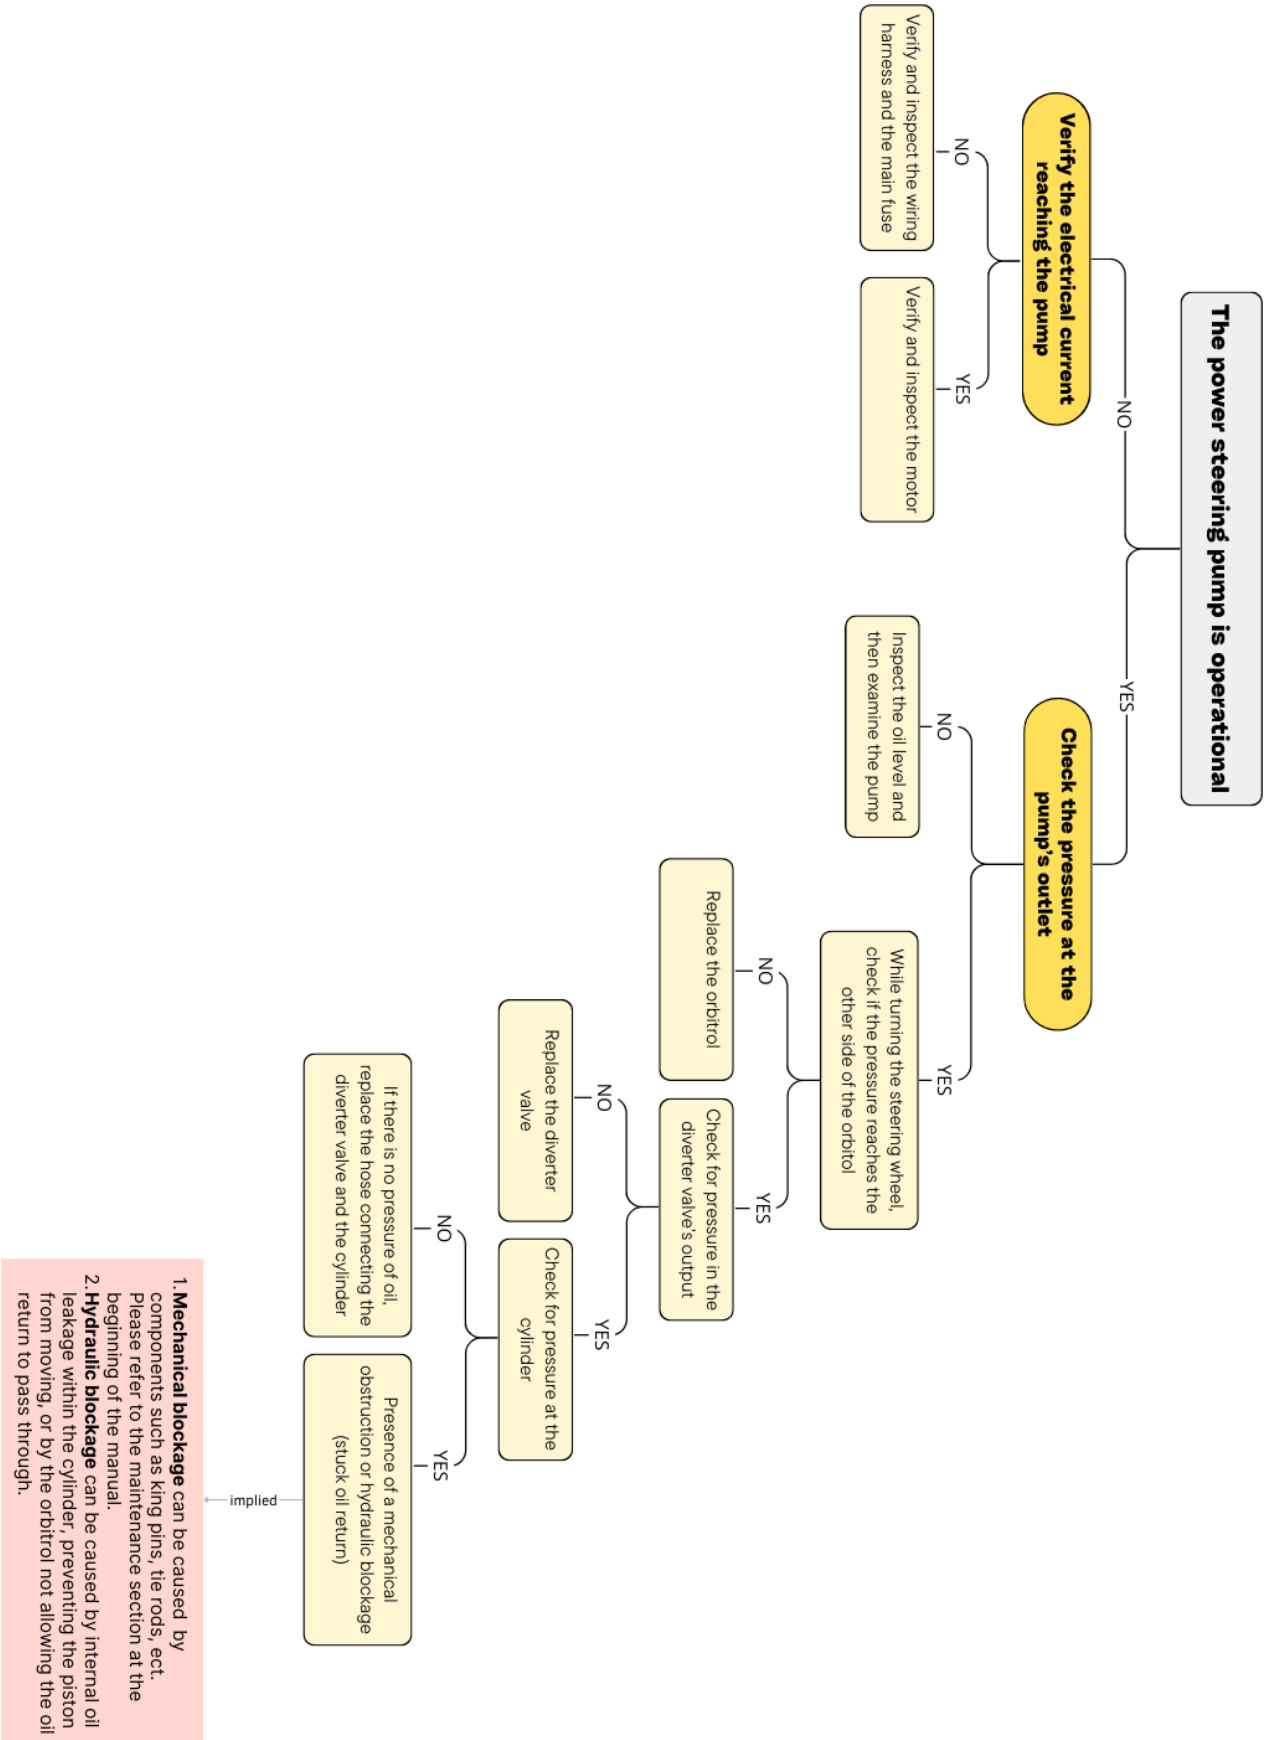 The power steering pump is operational
NO
YES
Verify the electrical current
reaching the pump
Check the pressure at the
pump's outlet
NO
YES
Verify and inspect the wiring
harness and the main fuse
Verify and inspect the motor
NO
YES
Inspect the oil level and
then examine the pump
While turning the steering wheel,
check if the pressure reaches the
other side of the orbitol
NO
YES
Replace the orbitrol
Check for pressure in the
diverter valve's output
NO
YES
Replace the diverter
valve
Check for pressure at the
cylinder
NO
YES
If there is no pressure of oil,
replace the hose connecting the
diverter valve and the cylinder
Presence of a mechanical
obstruction or hydraulic blockage
(stuck oil return)
implied
1. Mechanical blockage can be caused by
components such as king pins, tie rods, ect.
Please refer to the maintenance section at the
beginning of the manual.
2. Hydraulic blockage can be caused by internal oil
leakage within the cylinder, preventing the piston
from moving, or by the orbitrol not allowing the oil
return to pass through.